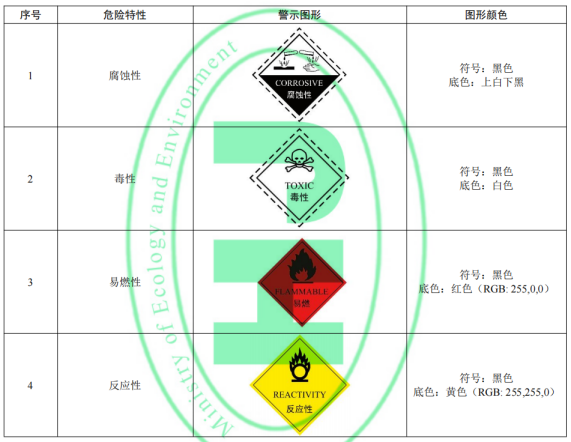 序号 危险特性 警示图形 图形颜色
1 腐蚀性 CORROSIVE 符号：黑色
腐蚀性 底色：上白下黑
2 毒性 TOXIC 符号：黑色
毒性 底色：白色
3 易燃性 FLAMMABLE 符号：黑色
易燃 底色：红色（RGB: 255,0,0）
4 反应性 REACTIVITY 符号：黑色
反应性 底色：黄色（RGB: 255,255,0）
Ministry of Ecology and Environment